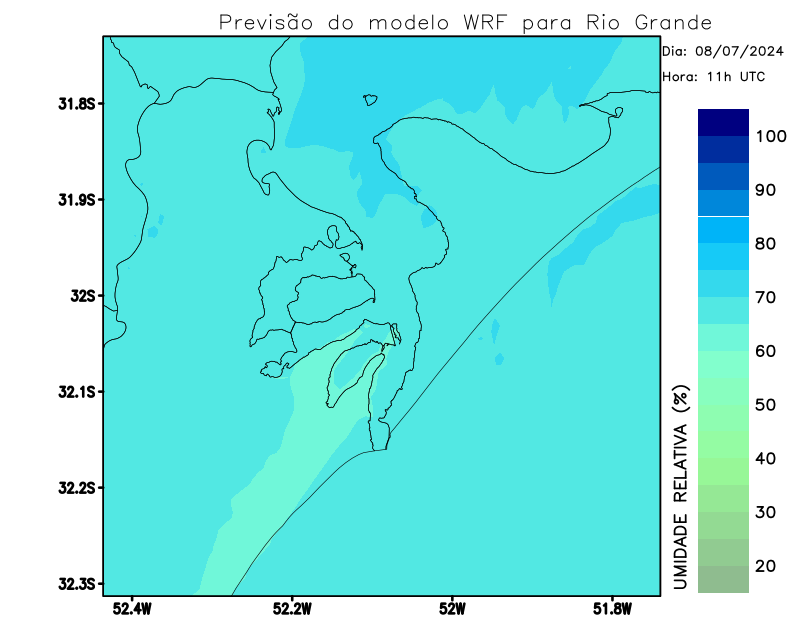 Previsão do modelo WRF para Rio Grande
Dia: 08/07/2024
Hora: 11h UTC
31.8S
31.9S
32S
32.1S
32.2S
32.3S
52.4W
52.2W
52W
51.8W
100
90
80
70
60
50
40
30
20
UMIDADE RELATIVA (%)